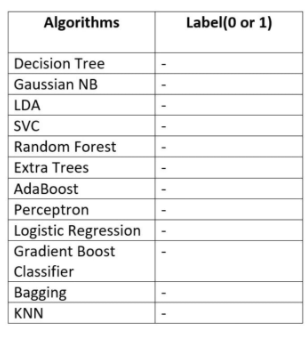 Algorithms Label(0 or 1)
Decision Tree -
Gaussian NB -
LDA -
SVC -
Random Forest -
Extra Trees -
AdaBoost -
Perceptron -
Logistic Regression -
Gradient Boost -
Classifier
Bagging -
KNN -